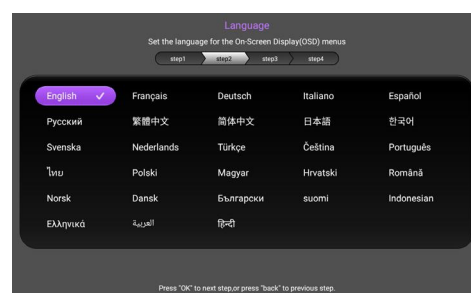 Language
Set the language for the On-Screen Display(OSD) menus
step1 step2 step3 step4
English Français Deutsch Italiano Español
Русский 繁體中文 简体中文 日本語 한국어
Svenska Nederlands Türkçe Čeština Português
ไทย Polski Magyar Hrvatski Română
Norsk Dansk Български suomi Indonesian
Ελληνικά العربية हिन्दी
Press "OK" to next step,or press "back" to previous step.